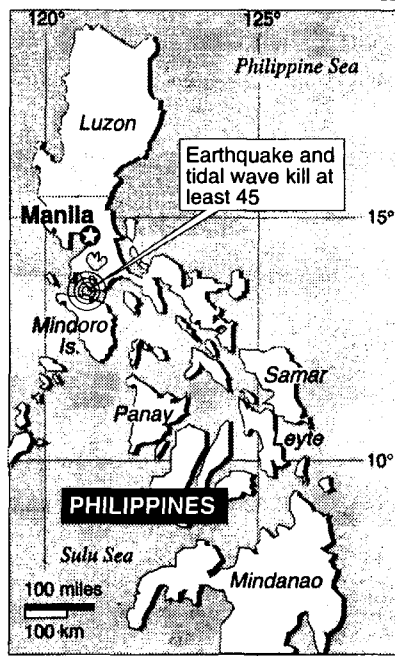 120°
125°
Philippine Sea
Luzon
Earthquake and
tidal wave kill at
least 45
Manila
15°
Mindoro
Is.
Samar
Panay
Leyte
10°
PHILIPPINES
Sulu Sea
Mindanao
100 miles
100 km